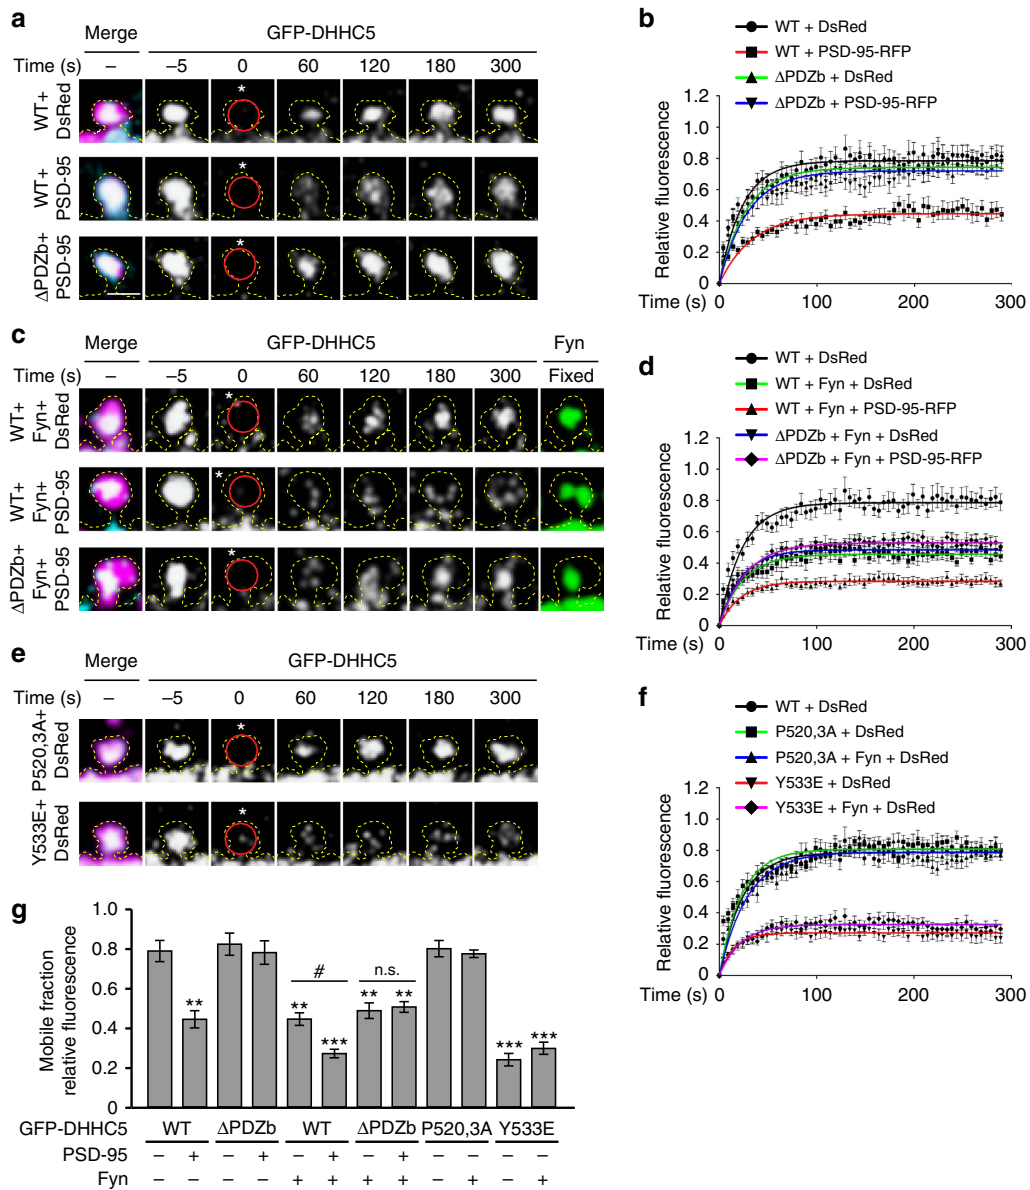 a
Merge GFP-DHHC5
Time (s) – –5 0 60 120 180 300
WT+ DsRed
*
WT+ PSD-95
*
ΔPDZb+ PSD-95
*
b
WT + DsRed
WT + PSD-95-RFP
ΔPDZb + DsRed
ΔPDZb + PSD-95-RFP
Relative fluorescence
1.2
1.0
0.8
0.6
0.4
0.2
0
Time (s) 0 100 200 300
c
Merge GFP-DHHC5 Fyn
Time (s) – –5 0 60 120 180 300 Fixed
WT+ Fyn+ DsRed
*
WT+ Fyn+ PSD-95
*
ΔPDZb+ Fyn+ PSD-95
*
d
WT + DsRed
WT + Fyn + DsRed
WT + Fyn + PSD-95-RFP
ΔPDZb + Fyn + DsRed
ΔPDZb + Fyn + PSD-95-RFP
Relative fluorescence
1.2
1.0
0.8
0.6
0.4
0.2
0
Time (s) 0 100 200 300
e
Merge GFP-DHHC5
Time (s) – –5 0 60 120 180 300
P520,3A+ DsRed
*
Y533E+ DsRed
*
f
WT + DsRed
P520,3A + DsRed
P520,3A + Fyn + DsRed
Y533E + DsRed
Y533E + Fyn + DsRed
Relative fluorescence
1.2
1.0
0.8
0.6
0.4
0.2
0
Time (s) 0 100 200 300
g
Mobile fraction
relative fluorescence
1.0
0.8
0.6
0.4
0.2
0
# n.s.
** ** *** ** ** *** ***
GFP-DHHC5 WT ΔPDZb WT ΔPDZb P520,3A Y533E
PSD-95 – + – + – + – + – – – –
Fyn – – – – + + + + – + – +